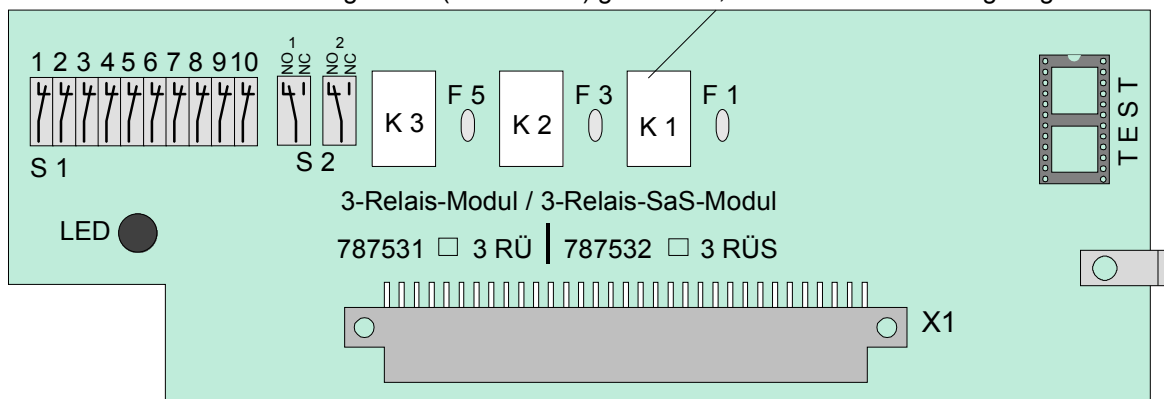 1 2 3 4 5 6 7 8 9 10
NO 1 NC
NO 2 NC
S 1
S 2
K 3
F 5
K 2
F 3
K 1
F 1
TEST
3-Relais-Modul / 3-Relais-SaS-Modul
LED
787531 □ 3 RÜ | 787532 □ 3 RÜS
X1